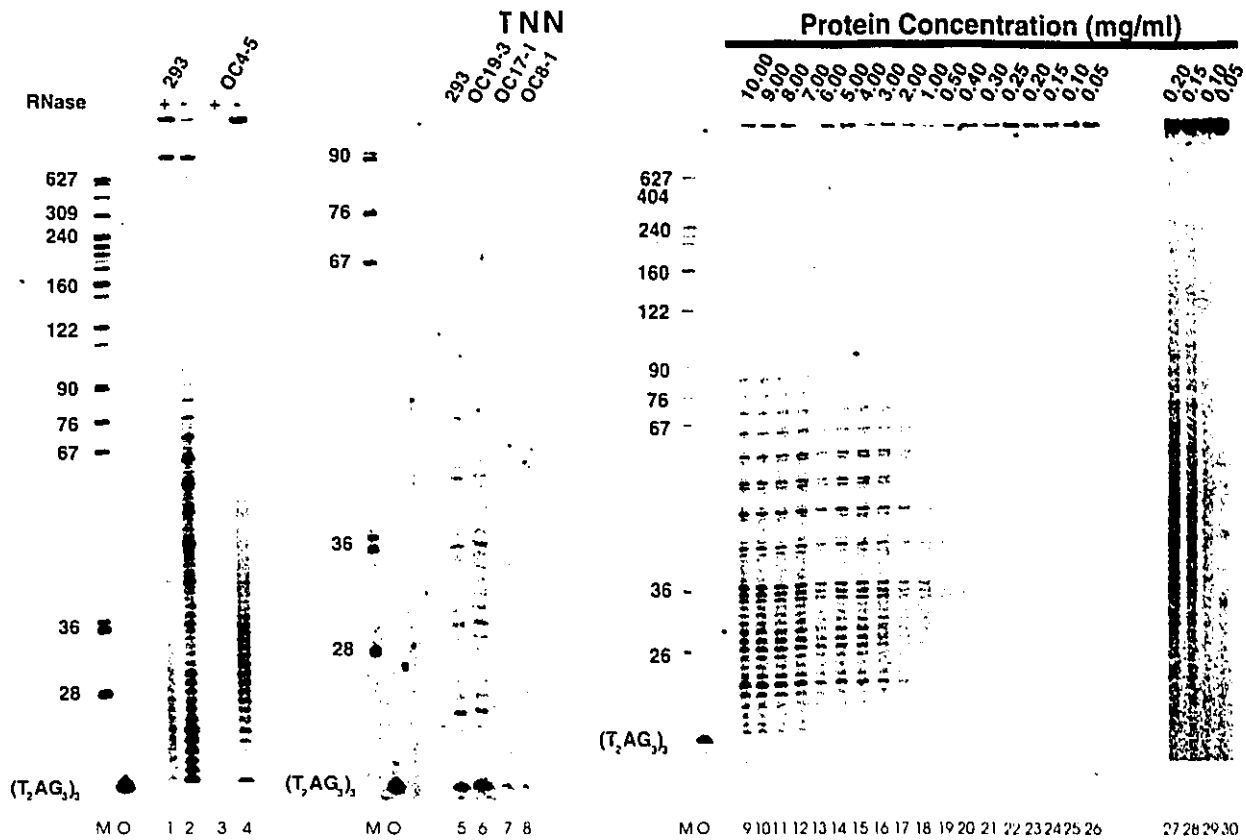 TNN
Protein Concentration (mg/ml)
293 OC4-5
RNase + - + -
293 OC19-3 OC17-1 OC8-1
10.00 9.00 8.00 7.00 6.00 5.00 4.00 3.00 2.00 1.00 0.50 0.40 0.30 0.25 0.20 0.15 0.10 0.05
0.20 0.15 0.10 0.05
627
309
240
160
122
90
76
67
36
28
(T₂AG₃)₃
M O 1 2 3 4
90
76
67
36
28
(T₂AG₃)₃
M O 5 6 7 8
627
404
240
160
122
90
76
67
36
26
(T₂AG₃)₃
M O 9 10 11 12 13 14 15 16 17 18 19 20 21 22 23 24 25 26
27 28 29 30